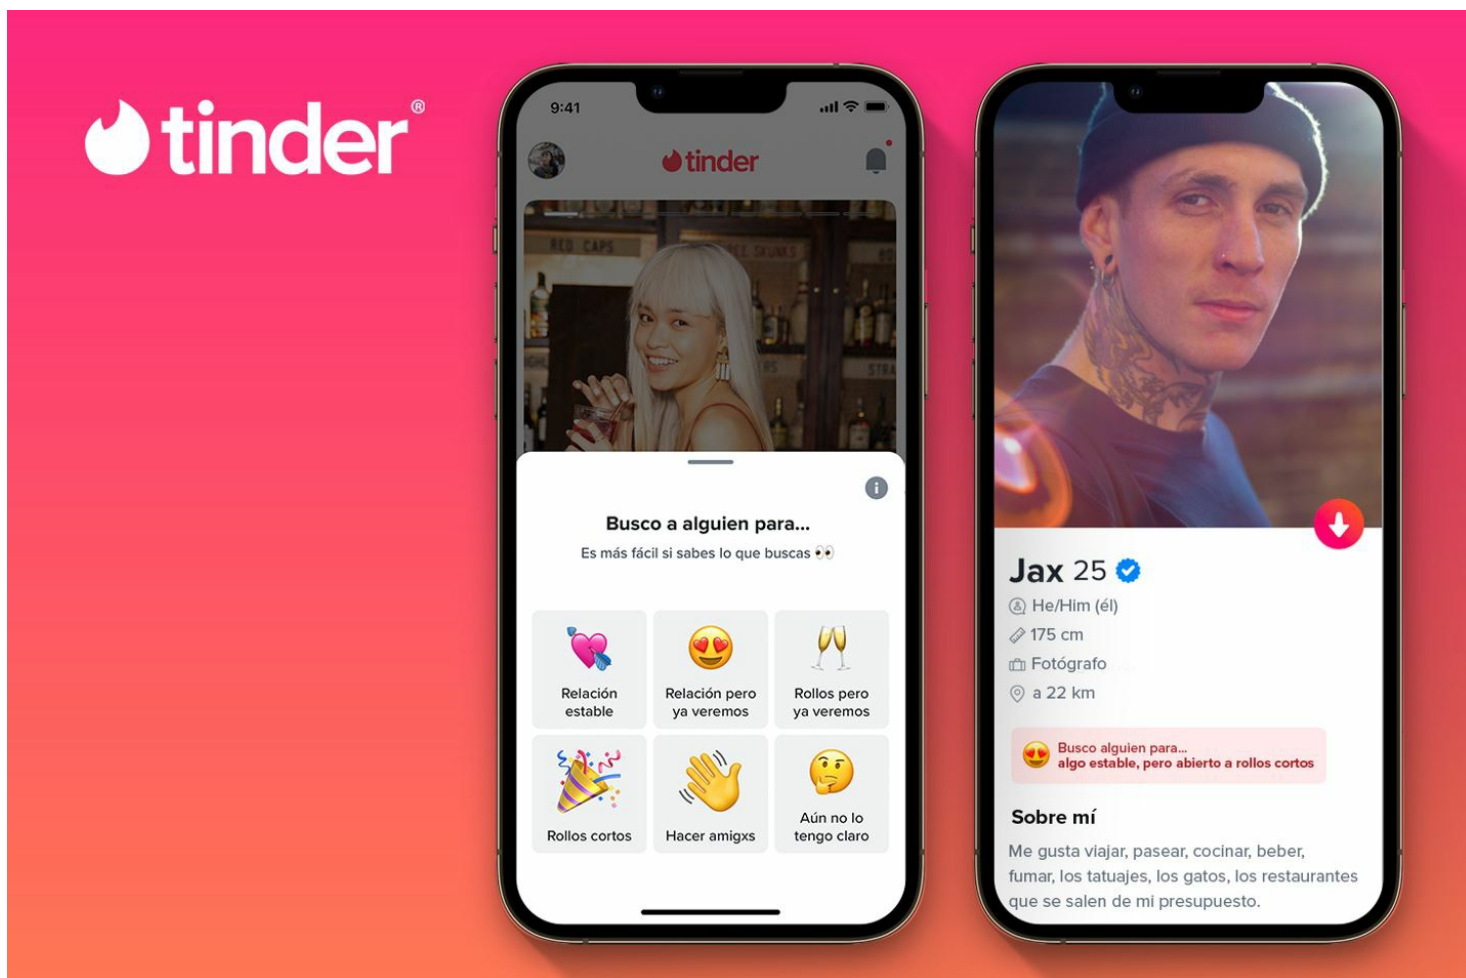 tinder®
9:41
tinder
RED CAPS
SKUNKS
STRA
Busco a alguien para...
Es más fácil si sabes lo que buscas 👀
Relación
estable
Relación pero
ya veremos
Rollos pero
ya veremos
Rollos cortos
Hacer amigxs
Aún no lo
tengo claro
Jax 25
He/Him (él)
175 cm
Fotógrafo
a 22 km
Busco alguien para...
algo estable, pero abierto a rollos cortos
Sobre mí
Me gusta viajar, pasear, cocinar, beber,
fumar, los tatuajes, los gatos, los restaurantes
que se salen de mi presupuesto.